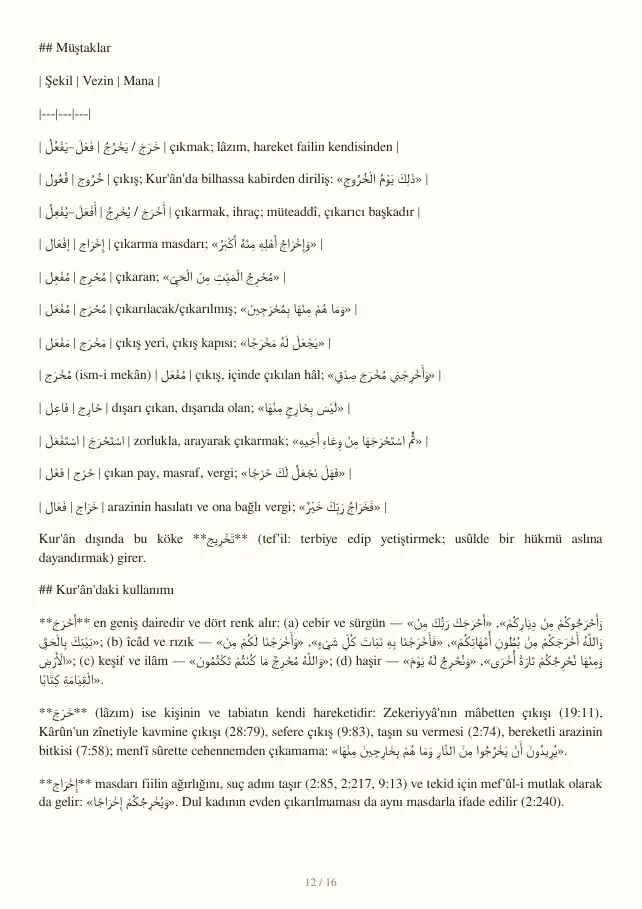 ## Müştaklar
| Şekil | Vezin | Mana |
|---|---|---|
| خَرَجَ / يَخْرُجُ | فَعَلَ–يَفْعُلُ | çıkmak; lâzım, hareket failin kendisinden |
| خُرُوج | فُعُول | çıkış; Kur'ân'da bilhassa kabirden diriliş: «ذَٰلِكَ يَوْمُ الْخُرُوجِ» |
| أَخْرَجَ / يُخْرِجُ | أَفْعَلَ–يُفْعِلُ | çıkarmak, ihraç; müteaddî, çıkarıcı başkadır |
| إِخْرَاج | إِفْعَال | çıkarma masdarı; «وَإِخْرَاجُ أَهْلِهِ مِنْهُ أَكْبَرُ» |
| مُخْرِج | مُفْعِل | çıkaran; «مُخْرِجُ الْمَيِّتِ مِنَ الْحَيِّ» |
| مُخْرَج | مُفْعَل | çıkarılacak/çıkarılmış; «وَمَا هُمْ مِنْهَا بِمُخْرَجِينَ» |
| مَخْرَج | مَفْعَل | çıkış yeri, çıkış kapısı; «يَجْعَلْ لَهُ مَخْرَجًا» |
| مُخْرَج (ism-i mekân) | مُفْعَل | çıkış, içinde çıkılan hâl; «وَأَخْرِجْنِي مُخْرَجَ صِدْقٍ» |
| خَارِج | فَاعِل | dışarı çıkan, dışarıda olan; «لَيْسَ بِخَارِجٍ مِنْهَا» |
| اسْتَخْرَجَ | اسْتَفْعَلَ | zorlukla, arayarak çıkarmak; «ثُمَّ اسْتَخْرَجَهَا مِنْ وِعَاءِ أَخِيهِ» |
| خَرْج | فَعْل | çıkan pay, masraf, vergi; «فَهَلْ نَجْعَلُ لَكَ خَرْجًا» |
| خَرَاج | فَعَال | arazinin hasılatı ve ona bağlı vergi; «فَخَرَاجُ رَبِّكَ خَيْرٌ» |
Kur'ân dışında bu köke **تَخْرِيج** (tef'il: terbiye edip yetiştirmek; usûlde bir hükmü aslına
dayandırmak) girer.
## Kur'ân'daki kullanımı
**أَخْرَجَ** en geniş dairedir ve dört renk alır: (a) cebir ve sürgün — «وَأَخْرَجُوكُمْ مِنْ دِيَارِكُمْ», «أَخْرَجَكَ رَبُّكَ مِنْ
بَيْتِكَ بِالْحَقِّ»; (b) îcâd ve rızık — «وَاللَّهُ أَخْرَجَكُمْ مِنْ بُطُونِ أُمَّهَاتِكُمْ», «فَأَخْرَجْنَا بِهِ نَبَاتَ كُلِّ شَيْءٍ», «وَأَخْرَجْنَا لَكُمْ مِنَ
الْأَرْضِ»; (c) keşif ve ilâm — «وَاللَّهُ مُخْرِجٌ مَا كُنْتُمْ تَكْتُمُونَ»; (d) haşir — «وَمِنْهَا نُخْرِجُكُمْ تَارَةً أُخْرَى», «وَنُخْرِجُ لَهُ يَوْمَ
الْقِيَامَةِ كِتَابًا».
**خَرَجَ** (lâzım) ise kişinin ve tabiatın kendi hareketidir: Zekeriyyâ'nın mâbetten çıkışı (19:11),
Kârûn'un zînetiyle kavmine çıkışı (28:79), sefere çıkış (9:83), taşın su vermesi (2:74), bereketli arazinin
bitkisi (7:58); menfî sûrette cehennemden çıkamama: «يُرِيدُونَ أَنْ يَخْرُجُوا مِنَ النَّارِ وَمَا هُمْ بِخَارِجِينَ مِنْهَا».
**إِخْرَاج** masdarı fiilin ağırlığını, suç adını taşır (2:85, 2:217, 9:13) ve tekid için mef'ûl-i mutlak olarak
da gelir: «وَيُخْرِجُكُمْ إِخْرَاجًا». Dul kadının evden çıkarılmaması da aynı masdarla ifade edilir (2:240).
12 / 16